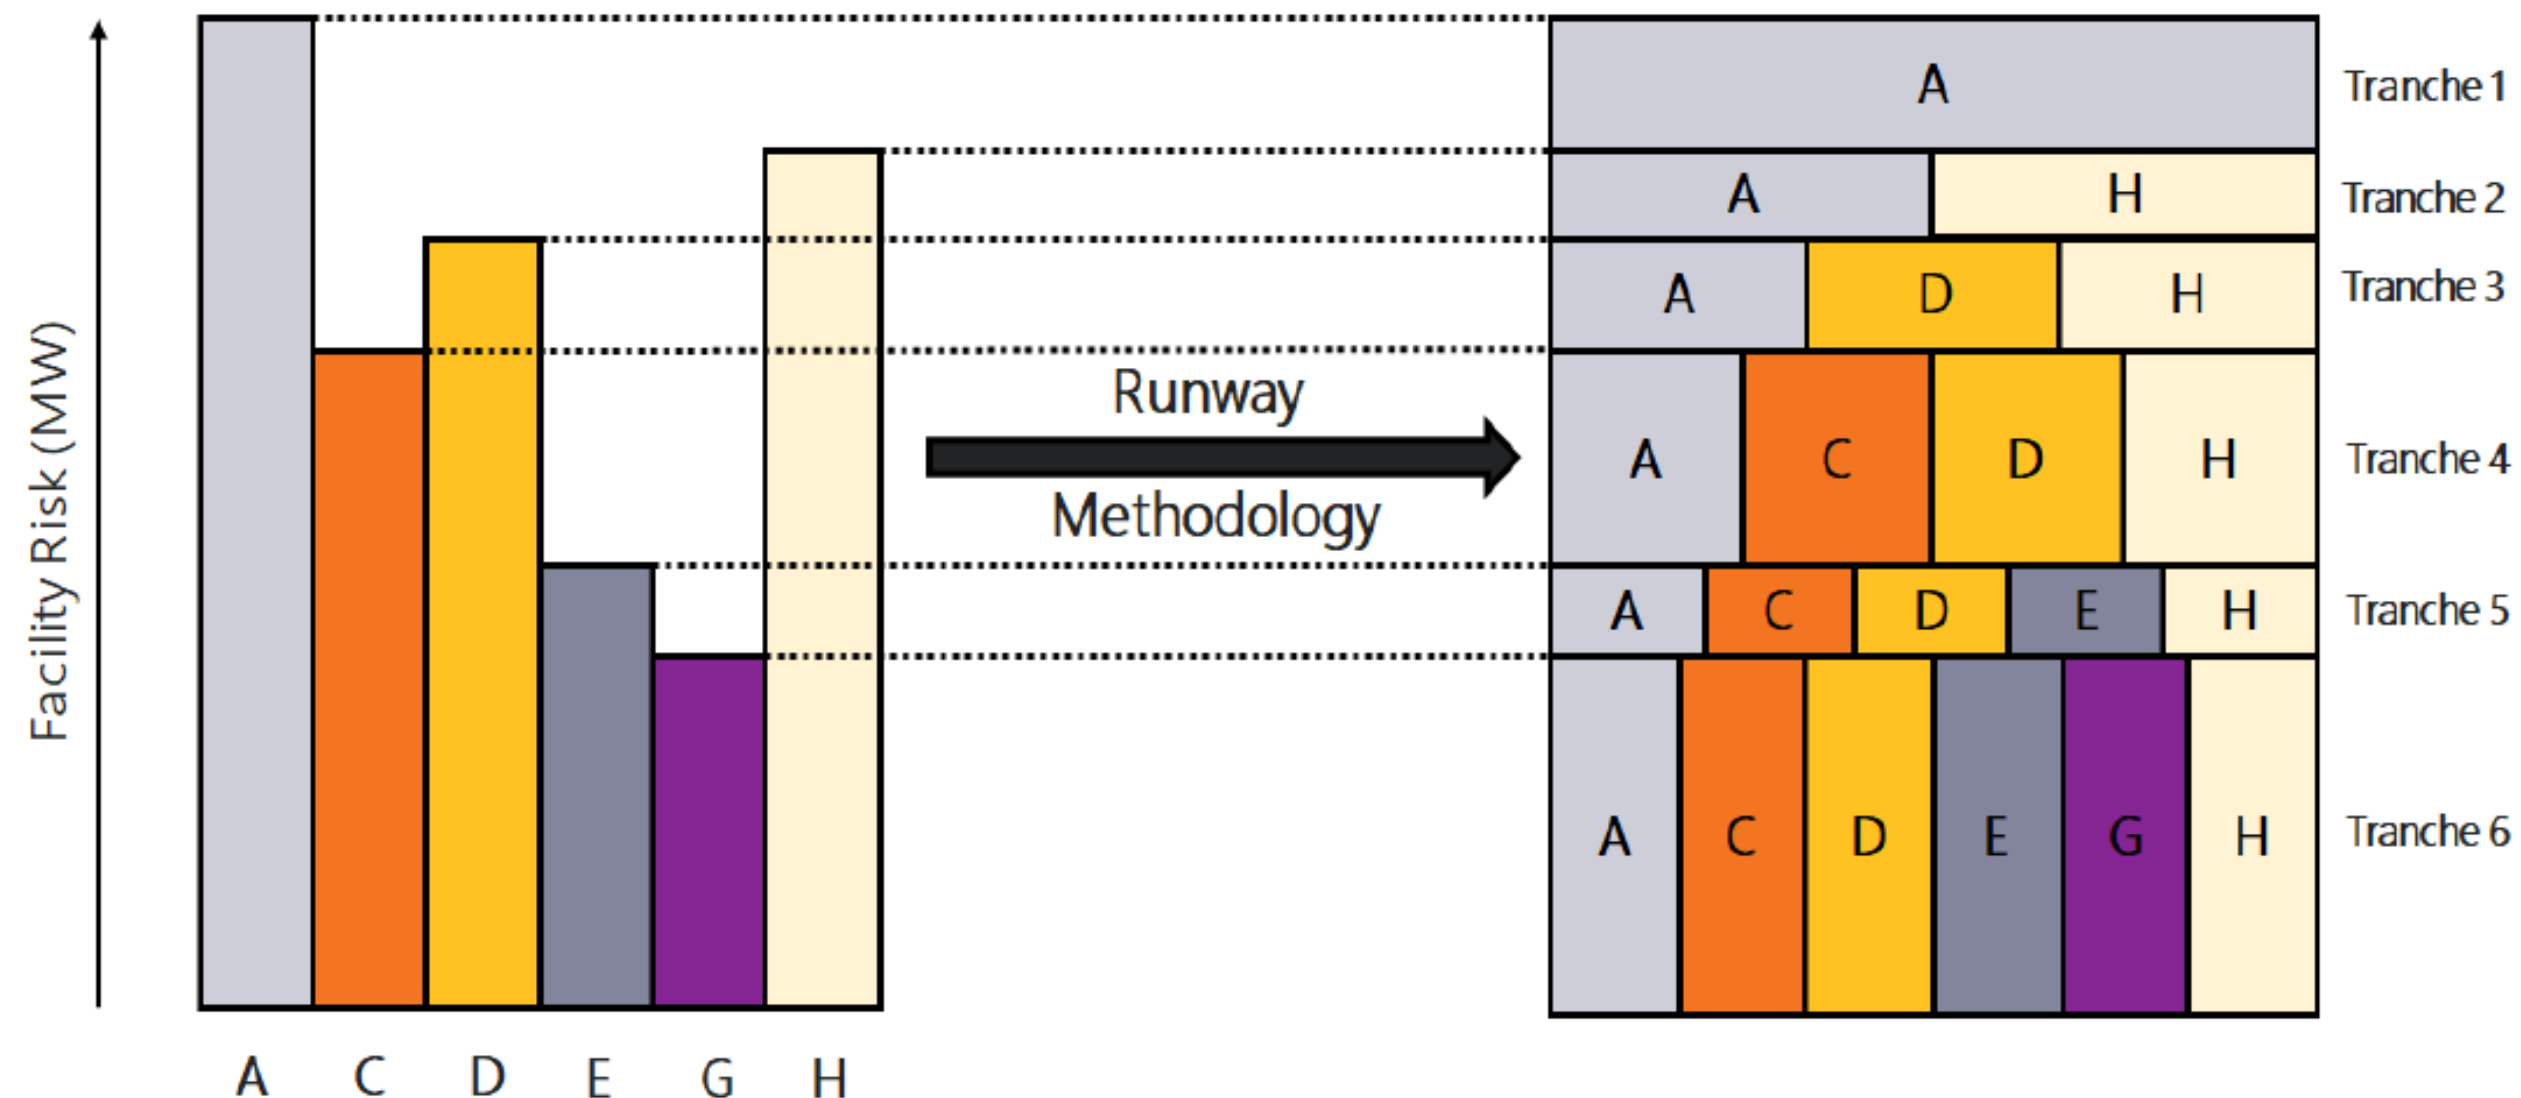 Facility Risk (MW)
A C D E G H
Runway
Methodology
A Tranche 1
A H Tranche 2
A D H Tranche 3
A C D H Tranche 4
A C D E H Tranche 5
A C D E G H Tranche 6